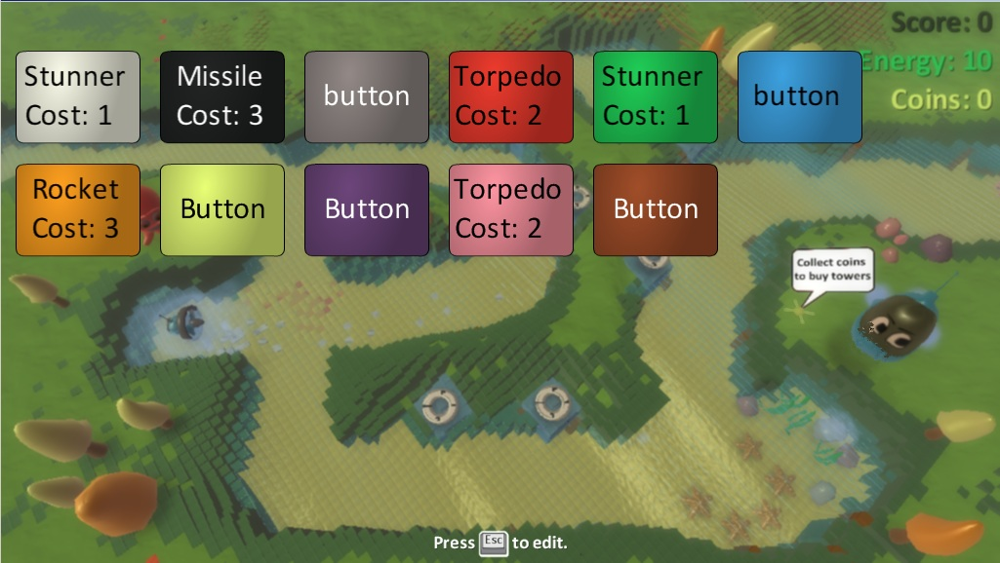 Score: 0
Energy: 10
Coins: 0
Stunner
Cost: 1
Missile
Cost: 3
button
Torpedo
Cost: 2
Stunner
Cost: 1
button
Rocket
Cost: 3
Button
Button
Torpedo
Cost: 2
Button
Collect coins
to buy towers
Press Esc to edit.